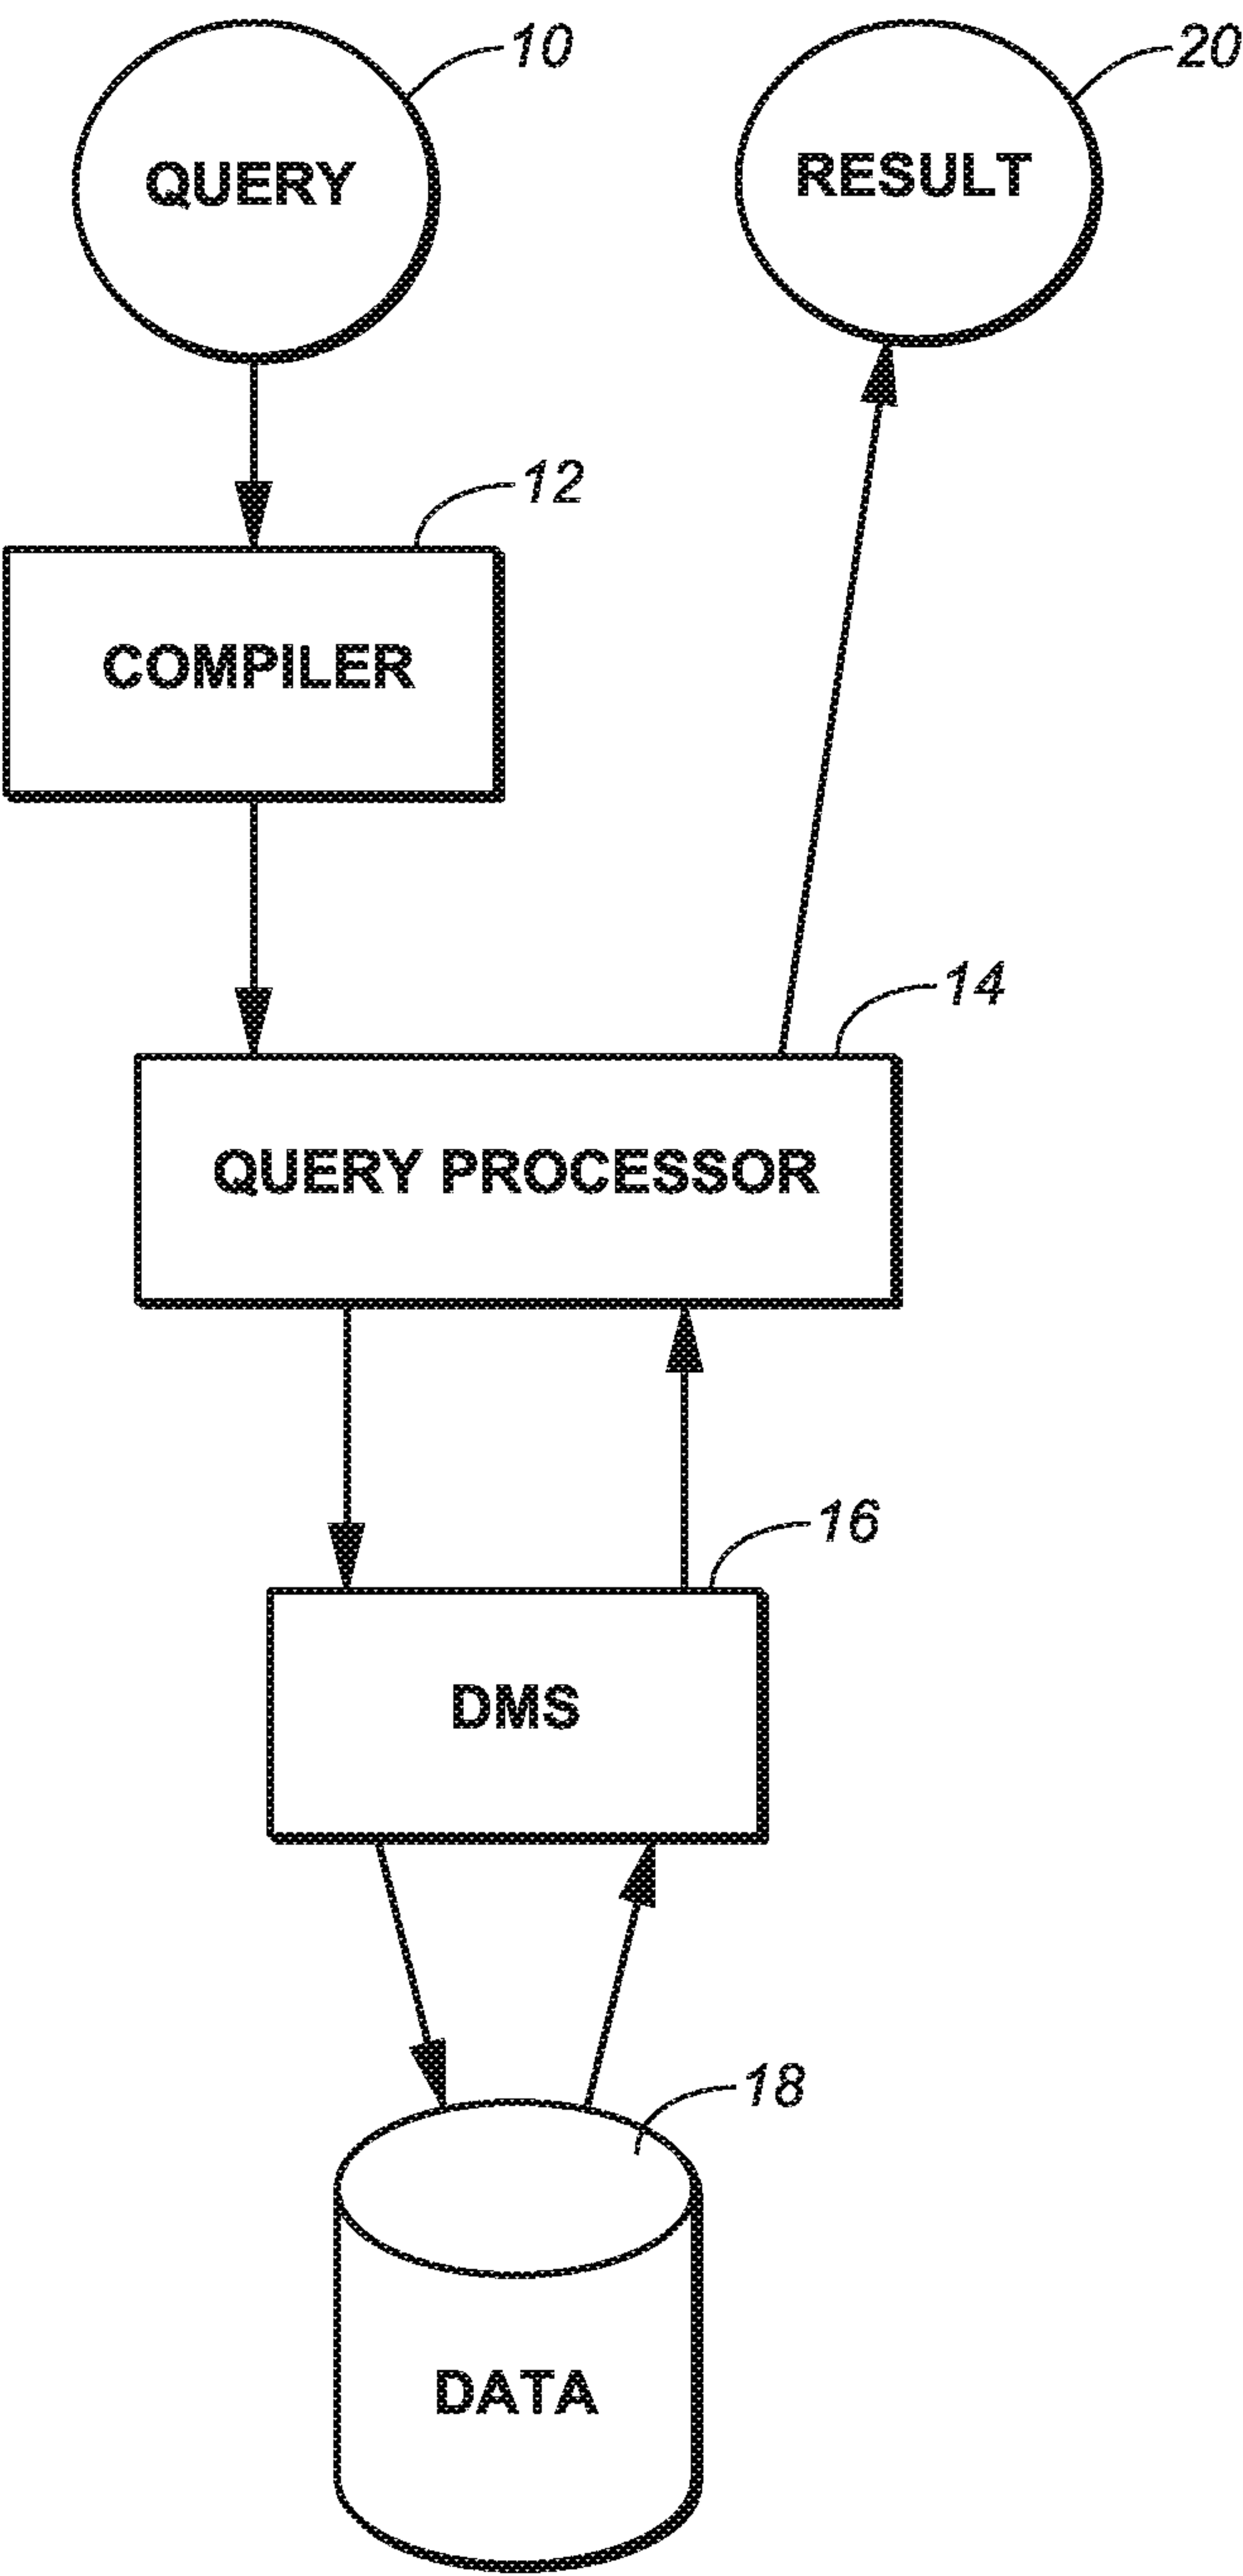 10
QUERY
20
RESULT
12
COMPILER
14
QUERY PROCESSOR
16
DMS
18
DATA